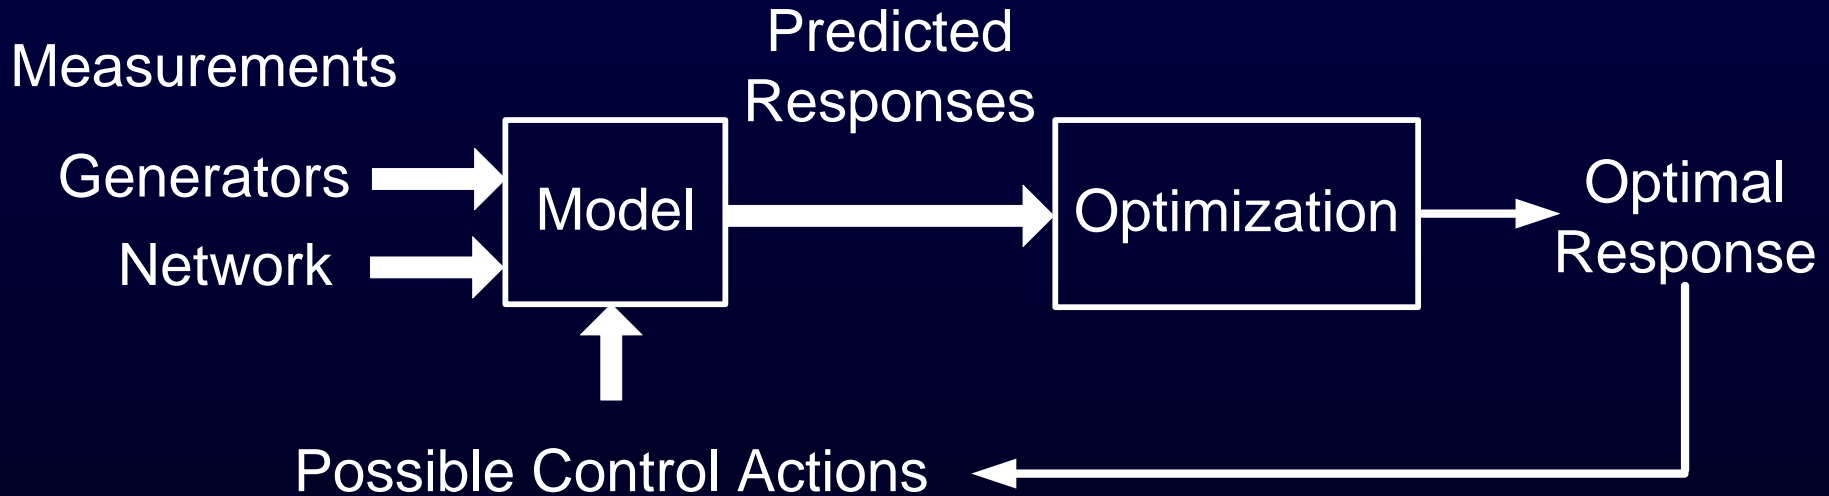 Measurements
Generators
Network
Model
Predicted
Responses
Optimization
Optimal
Response
Possible Control Actions